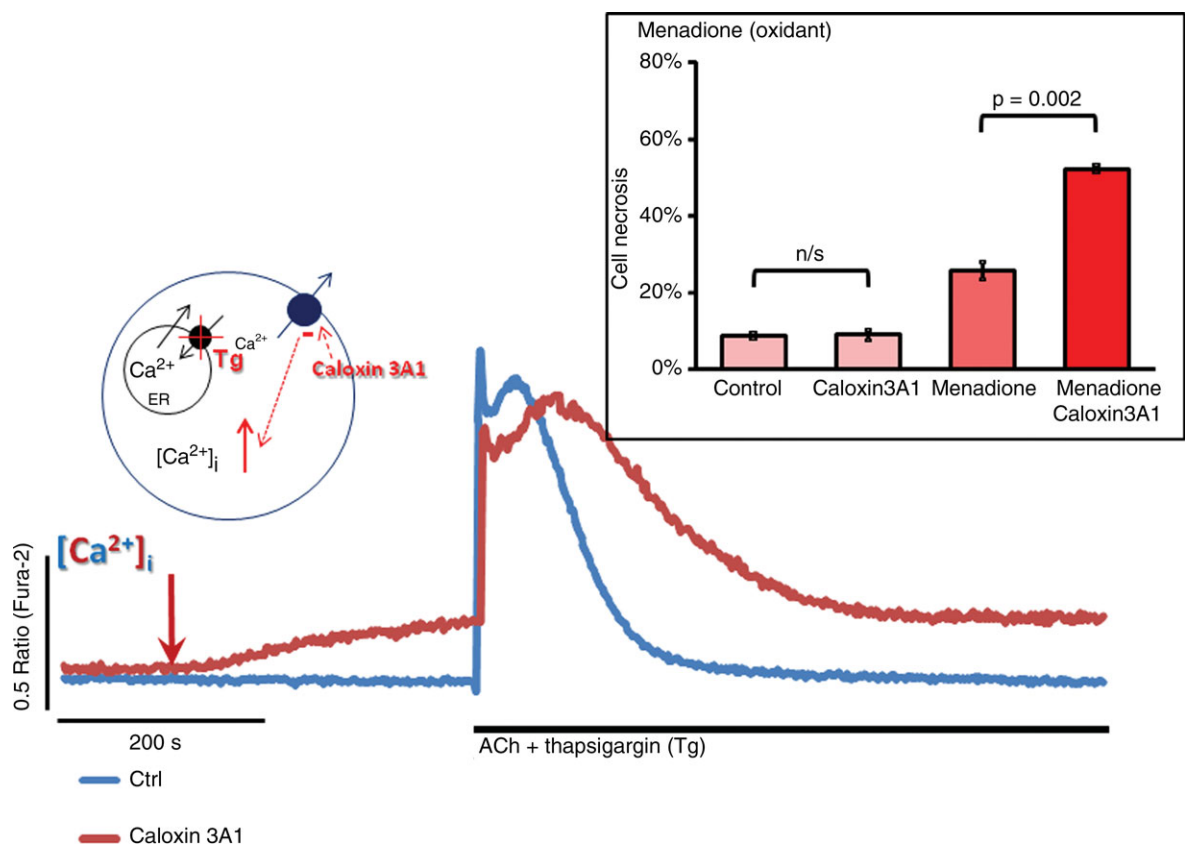 Menadione (oxidant)
80%
60%
40%
20%
0%
Cell necrosis
n/s
p = 0.002
Control
Caloxin3A1
Menadione
Menadione
Caloxin3A1
Ca²⁺
ER
Tg
Ca²⁺
Caloxin 3A1
[Ca²⁺]i
[Ca²⁺]i
0.5 Ratio (Fura-2)
200 s
ACh + thapsigargin (Tg)
Ctrl
Caloxin 3A1